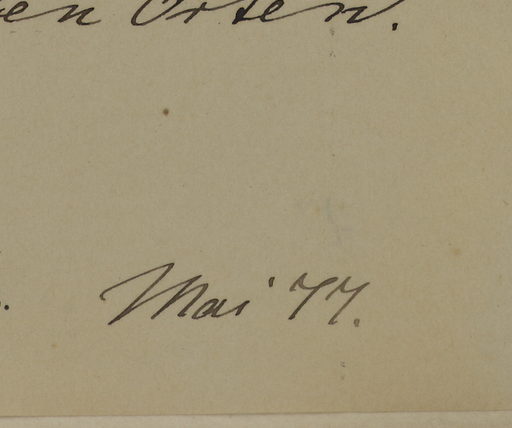 en Orten.
Mai 77.